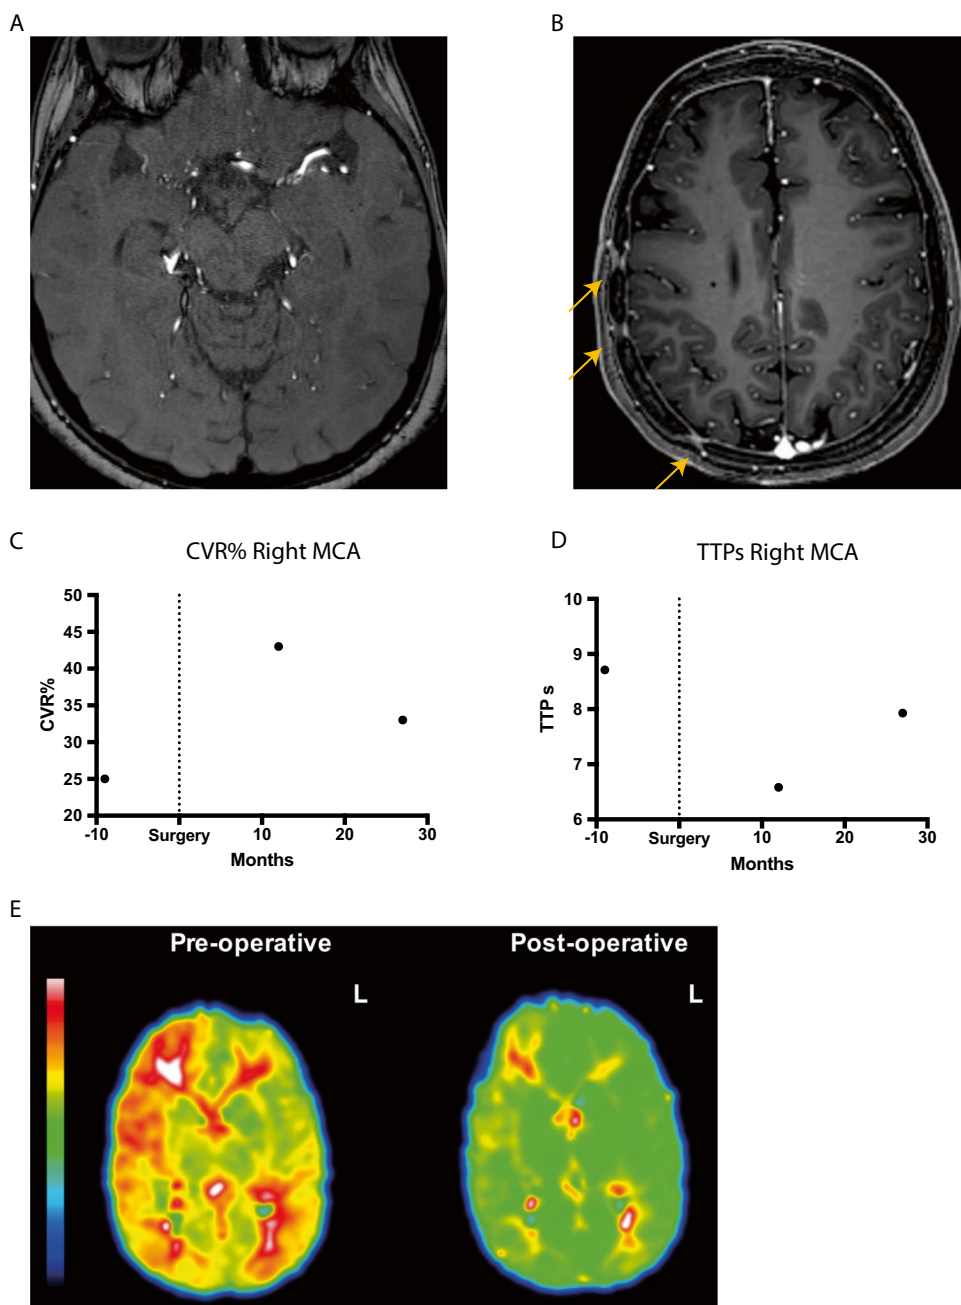 A
B
C
CVR% Right MCA
50
45
40
35
30
25
20
CVR%
-10
Surgery
10
20
30
Months
D
TTPs Right MCA
10
9
8
7
6
TTP s
-10
Surgery
10
20
30
Months
E
Pre-operative
L
Post-operative
L